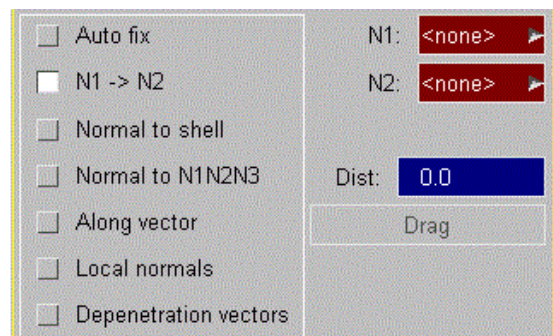 Auto fix
N1: <none>
N1 -> N2
N2: <none>
Normal to shell
Normal to N1N2N3
Dist: 0.0
Along vector
Drag
Local normals
Depenetration vectors